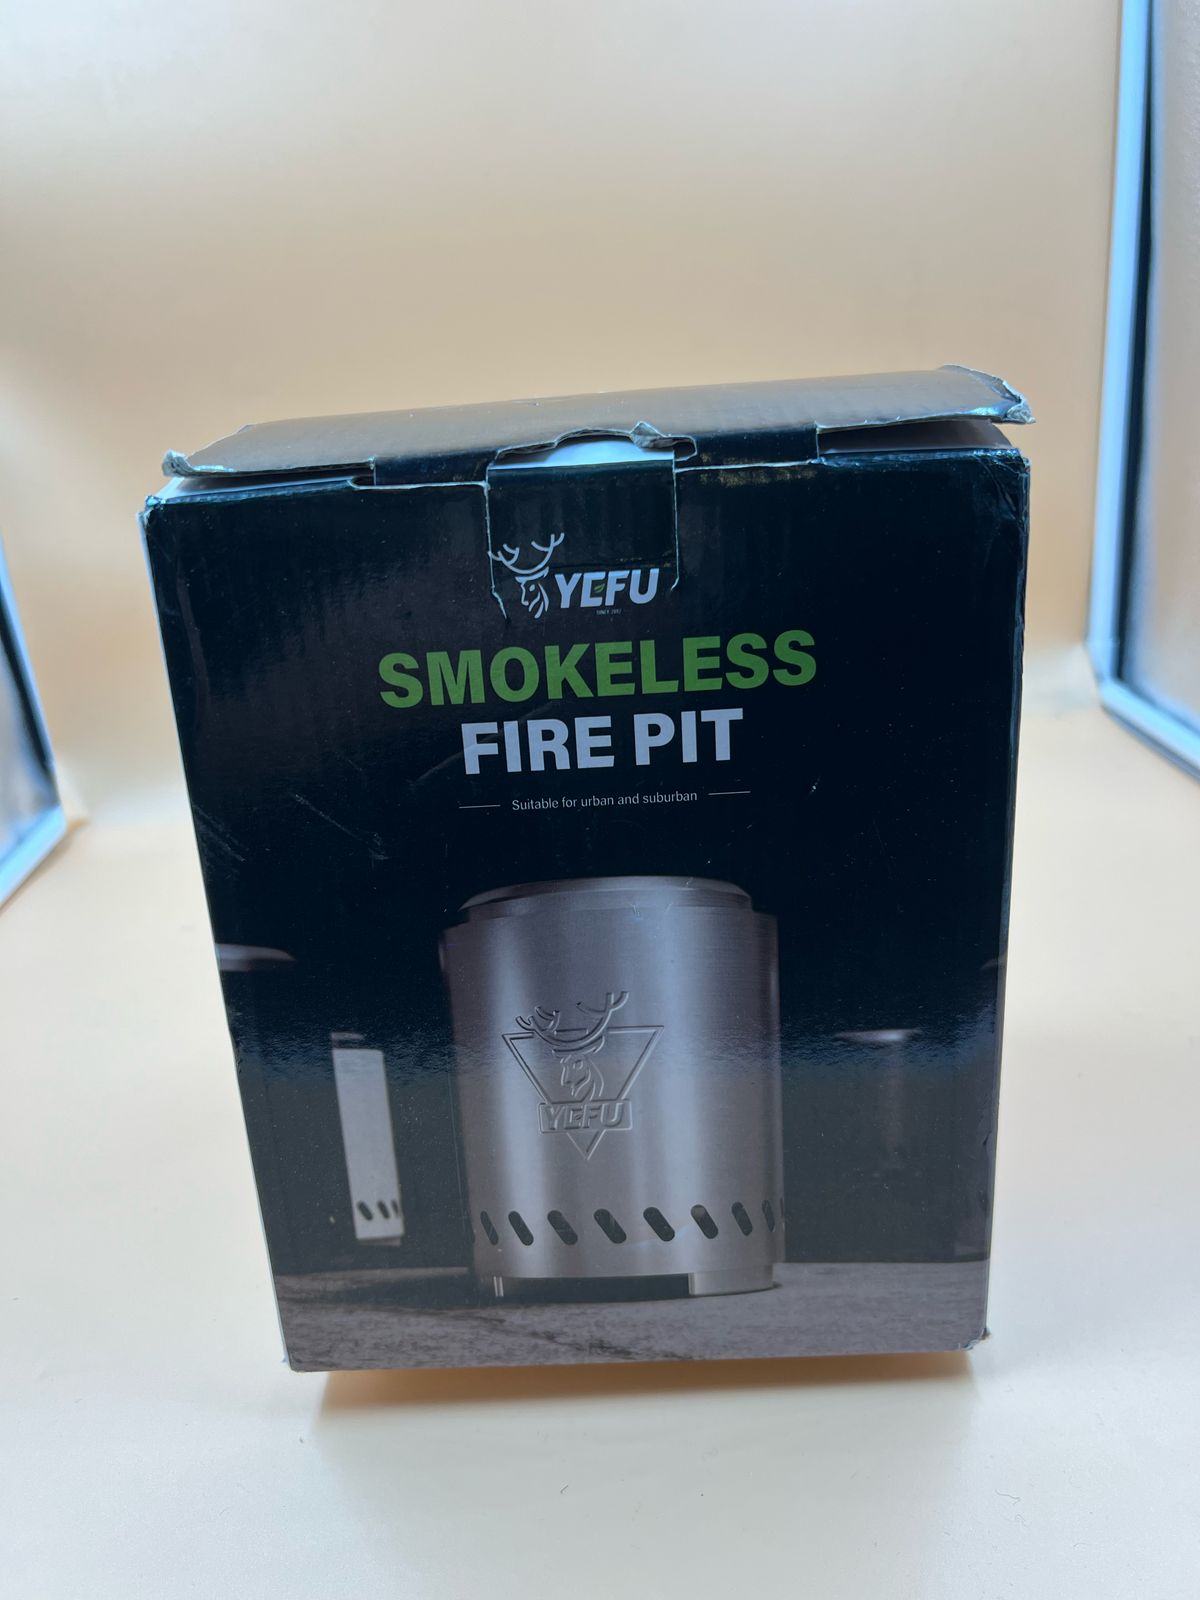 YEFU
SMOKELESS
FIRE PIT
Suitable for urban and suburban
YEFU